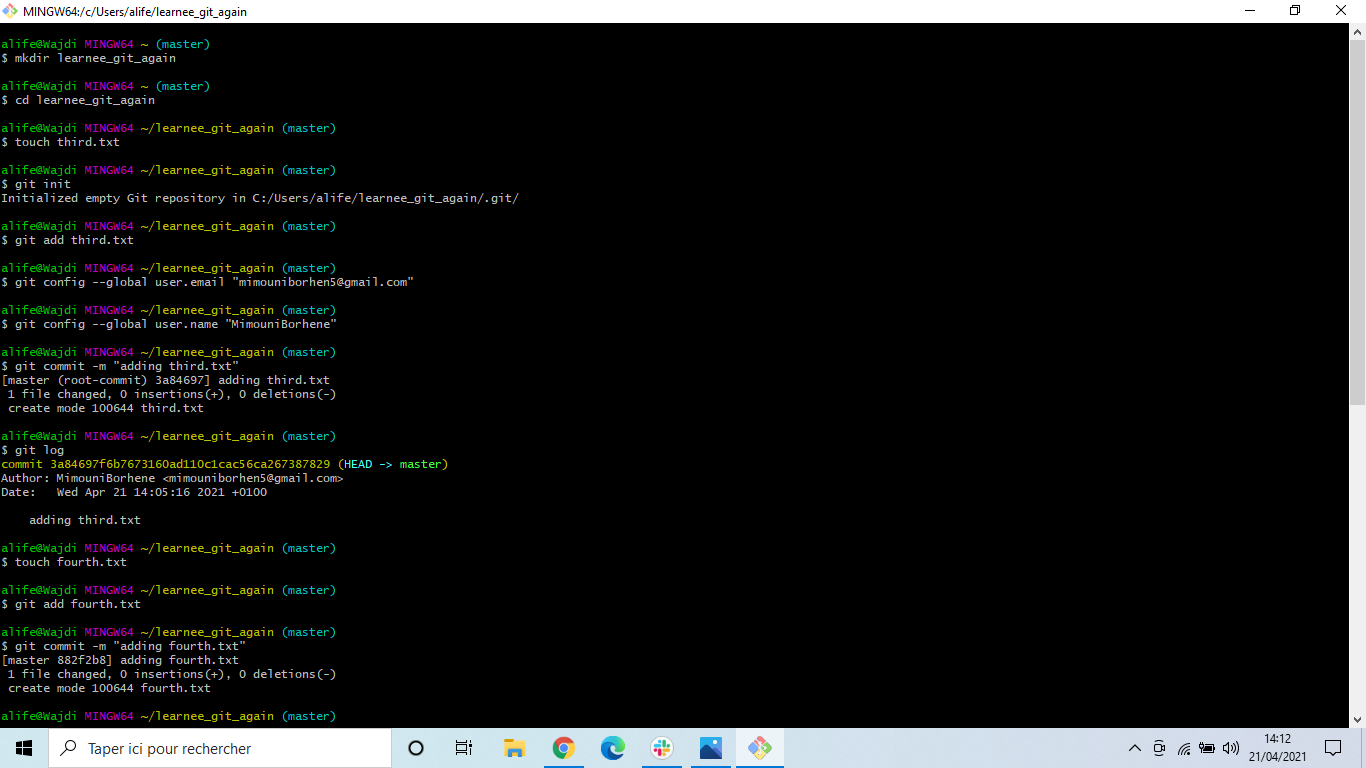 MINGW64:/c/Users/alife/learnee_git_again
alife@Wajdi MINGW64 ~ (master)
$ mkdir learnee_git_again
alife@Wajdi MINGW64 ~ (master)
$ cd learnee_git_again
alife@Wajdi MINGW64 ~/learnee_git_again (master)
$ touch third.txt
alife@Wajdi MINGW64 ~/learnee_git_again (master)
$ git init
Initialized empty Git repository in C:/Users/alife/learnee_git_again/.git/
alife@Wajdi MINGW64 ~/learnee_git_again (master)
$ git add third.txt
alife@Wajdi MINGW64 ~/learnee_git_again (master)
$ git config --global user.email "mimouniborhen5@gmail.com"
alife@Wajdi MINGW64 ~/learnee_git_again (master)
$ git config --global user.name "MimouniBorhene"
alife@Wajdi MINGW64 ~/learnee_git_again (master)
$ git commit -m "adding third.txt"
[master (root-commit) 3a84697] adding third.txt
 1 file changed, 0 insertions(+), 0 deletions(-)
 create mode 100644 third.txt
alife@Wajdi MINGW64 ~/learnee_git_again (master)
$ git log
commit 3a84697f6b7673160ad110c1cac56ca267387829 (HEAD -> master)
Author: MimouniBorhene <mimouniborhen5@gmail.com>
Date:   Wed Apr 21 14:05:16 2021 +0100
    adding third.txt
alife@Wajdi MINGW64 ~/learnee_git_again (master)
$ touch fourth.txt
alife@Wajdi MINGW64 ~/learnee_git_again (master)
$ git add fourth.txt
alife@Wajdi MINGW64 ~/learnee_git_again (master)
$ git commit -m "adding fourth.txt"
[master 882f2b8] adding fourth.txt
 1 file changed, 0 insertions(+), 0 deletions(-)
 create mode 100644 fourth.txt
alife@Wajdi MINGW64 ~/learnee_git_again (master)
Taper ici pour rechercher
14:12
21/04/2021